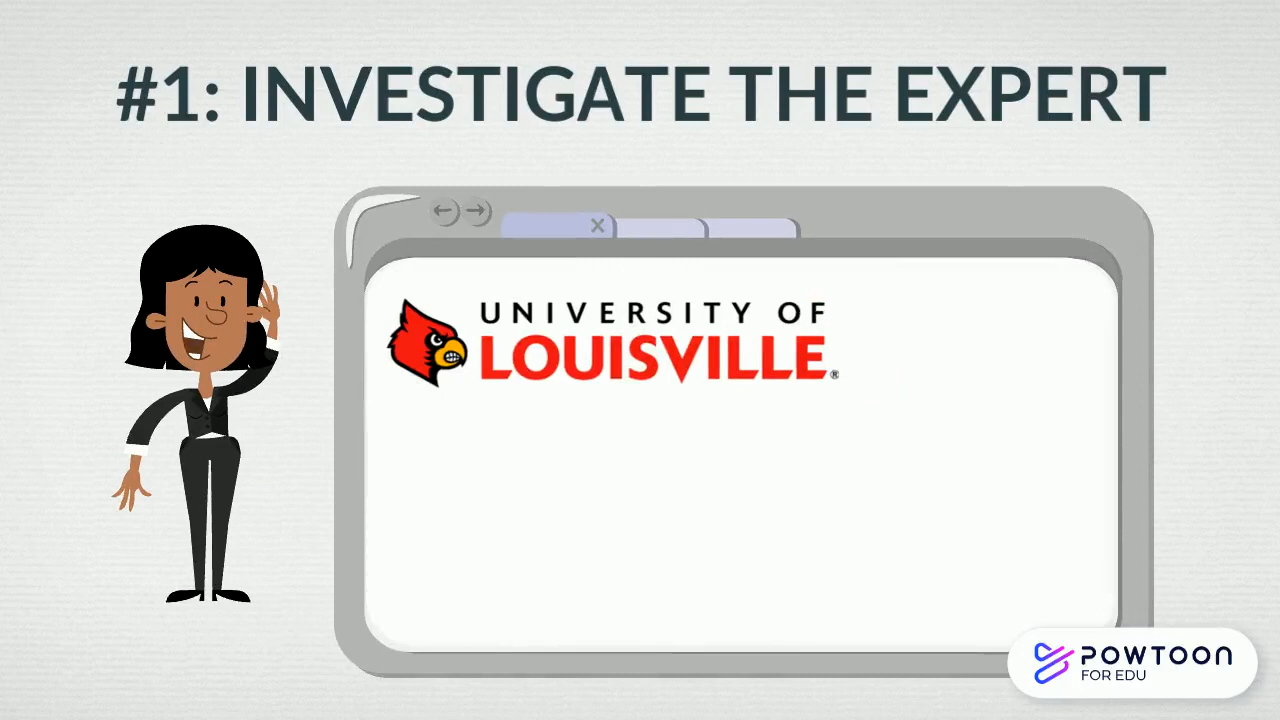 #1: INVESTIGATE THE EXPERT
UNIVERSITY OF
LOUISVILLE®
POWTOON
FOR EDU